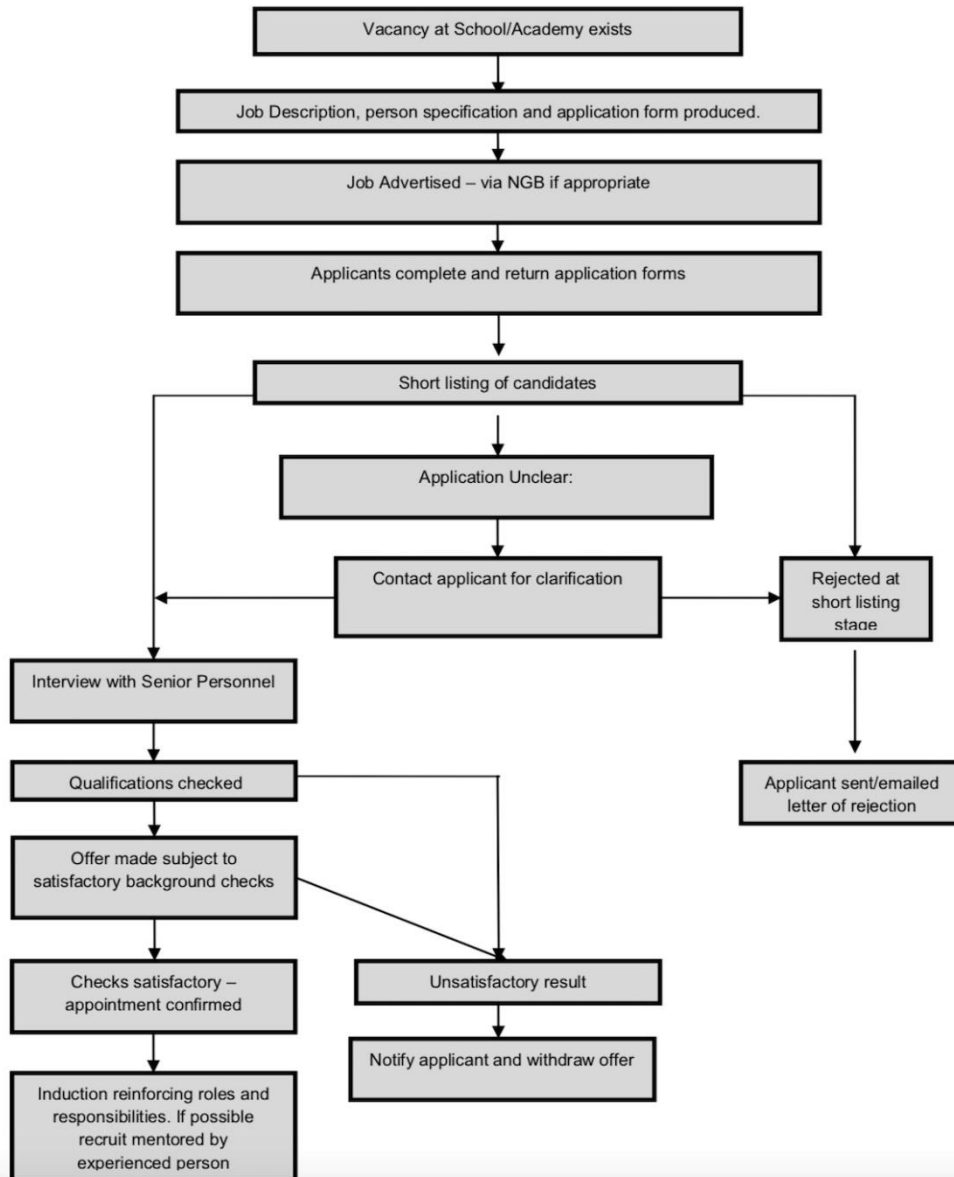 Vacancy at School/Academy exists
Job Description, person specification and application form produced.
Job Advertised – via NGB if appropriate
Applicants complete and return application forms
Short listing of candidates
Application Unclear:
Contact applicant for clarification
Rejected at
short listing
stage
Interview with Senior Personnel
Qualifications checked
Applicant sent/emailed
letter of rejection
Offer made subject to
satisfactory background checks
Checks satisfactory –
appointment confirmed
Unsatisfactory result
Notify applicant and withdraw offer
Induction reinforcing roles and
responsibilities. If possible
recruit mentored by
experienced person